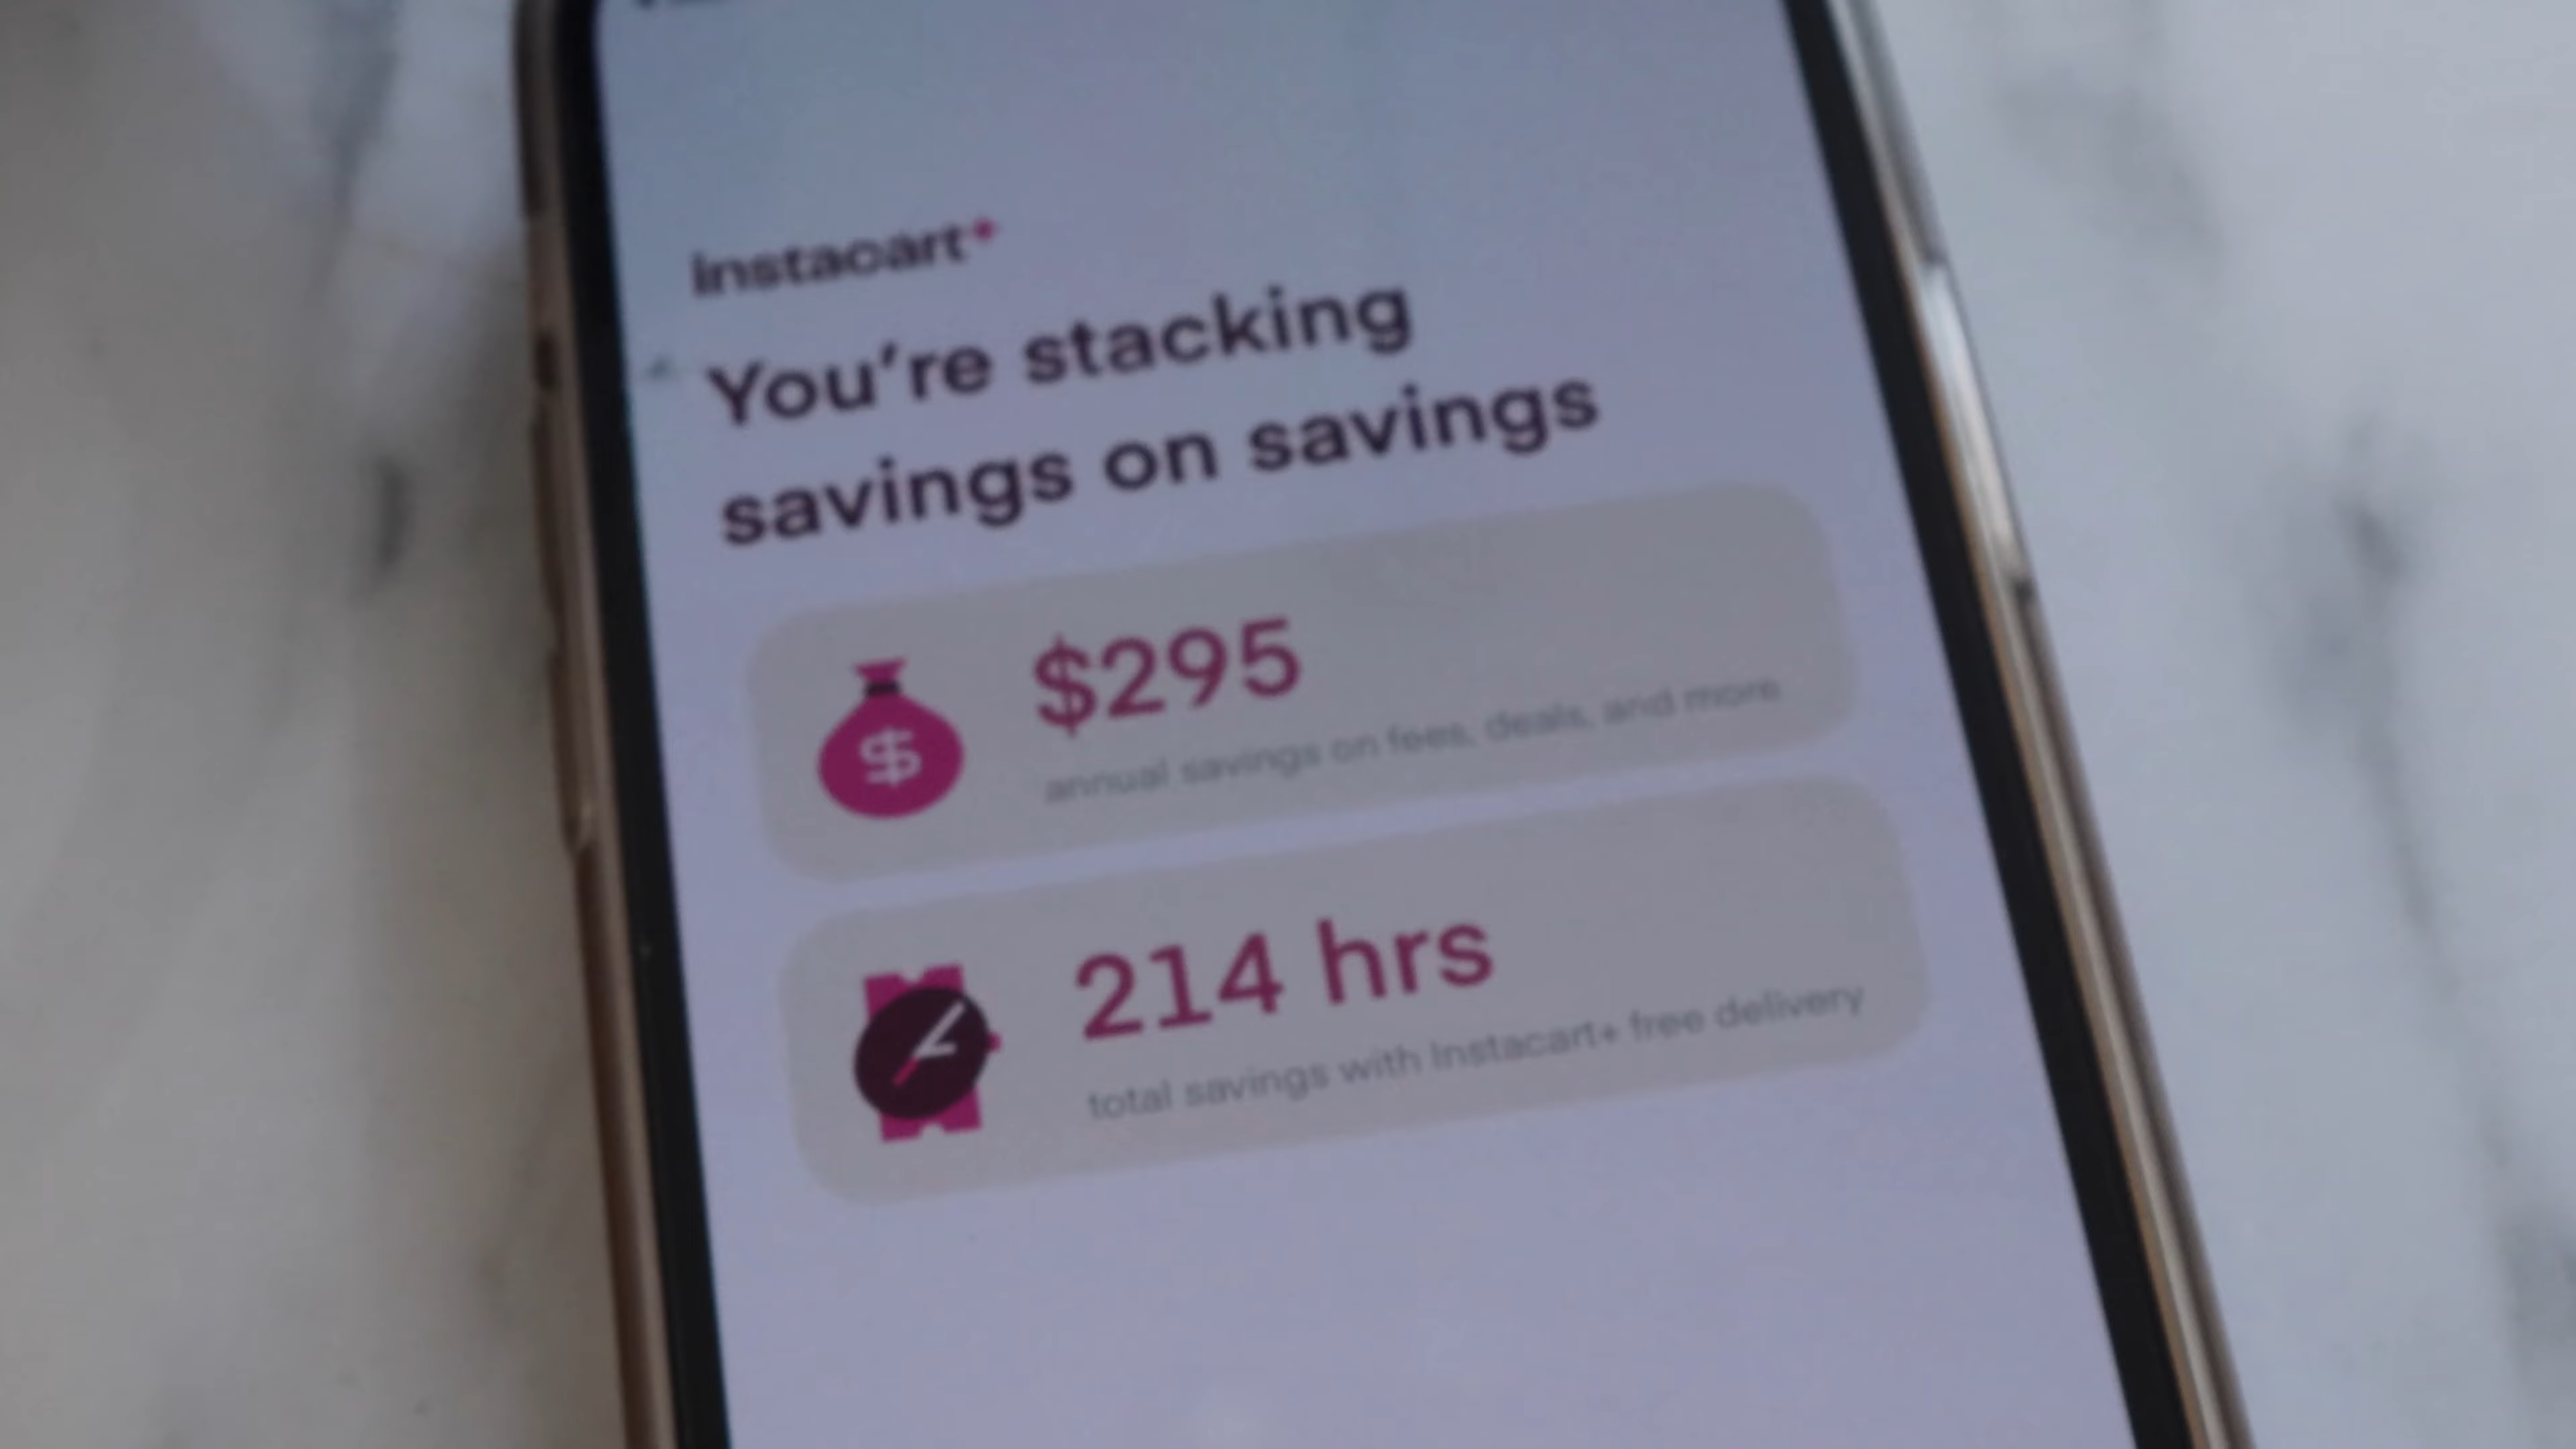 instacart+
You're stacking
savings on savings
$
$295
annual savings on fees, deals, and more
214 hrs
total savings with Instacart+ free delivery